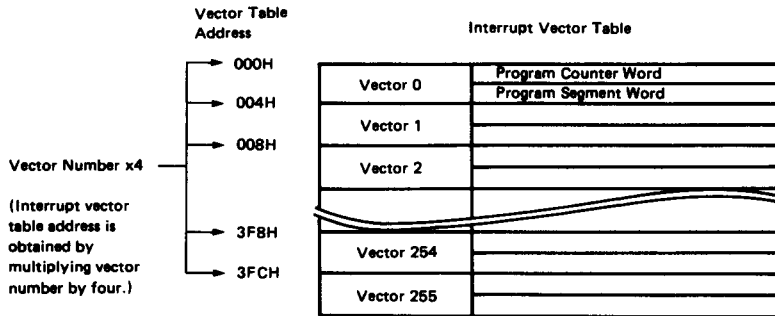 Vector Table
Address
Interrupt Vector Table
000H
Program Counter Word
Vector 0
Program Segment Word
004H
Vector 1
008H
Vector Number x4
Vector 2
(Interrupt vector
table address is
obtained by
multiplying vector
number by four.)
3F8H
Vector 254
3FCH
Vector 255